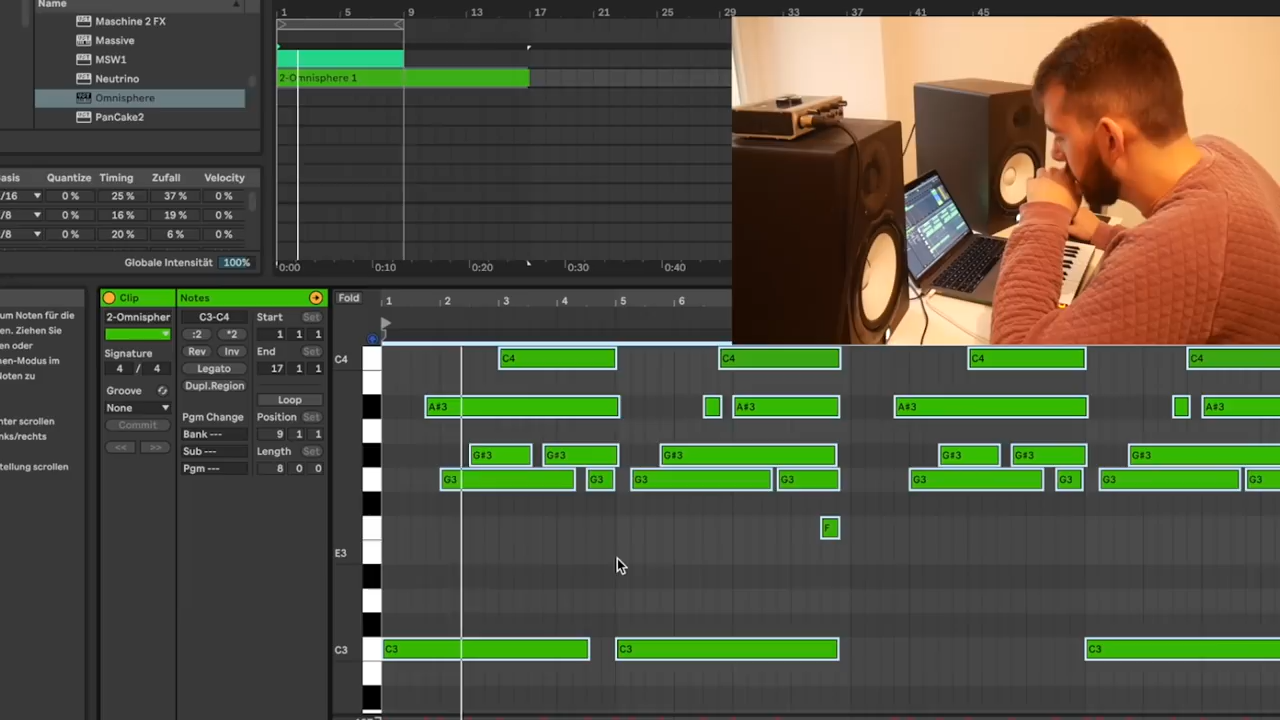 Name
Maschine 2 FX
Massive
MSW1
Neutrino
Omnisphere
PanCake2
Quantize Timing Zufall Velocity
/16 0 % 25 % 37 % 0 %
/8 0 % 16 % 19 % 0 %
/8 0 % 20 % 6 % 0 %
Globale Intensität 100%
1 5 9 13 17 21 25 29 33 37 41 45
2-Omnisphere 1
0:00 0:10 0:20 0:30 0:40
um Noten für die
en. Ziehen Sie
en oder
nen-Modus im
Noten zu
nter scrollen
nks/rechts
stellung scrollen
Clip
2-Omnispher
Signature
4 / 4
Groove
None
Commit
<< >>
Notes
C3-C4
:2 *2
Rev Inv
Legato
Dupl.Region
Pgm Change
Bank ---
Sub ---
Pgm ---
Start Set
1 1 1
End Set
17 1 1
Loop
Position Set
9 1 1
Length Set
8 0 0
Fold 1 2 3 4 5 6
C4 C4 C4 C4 C4
A#3 A#3 A#3 A#3
G#3 G#3 G#3 G#3 G#3 G#3
G3 G3 G3 G3 G3 G3 G3 G3
F
E3
C3 C3 C3 C3